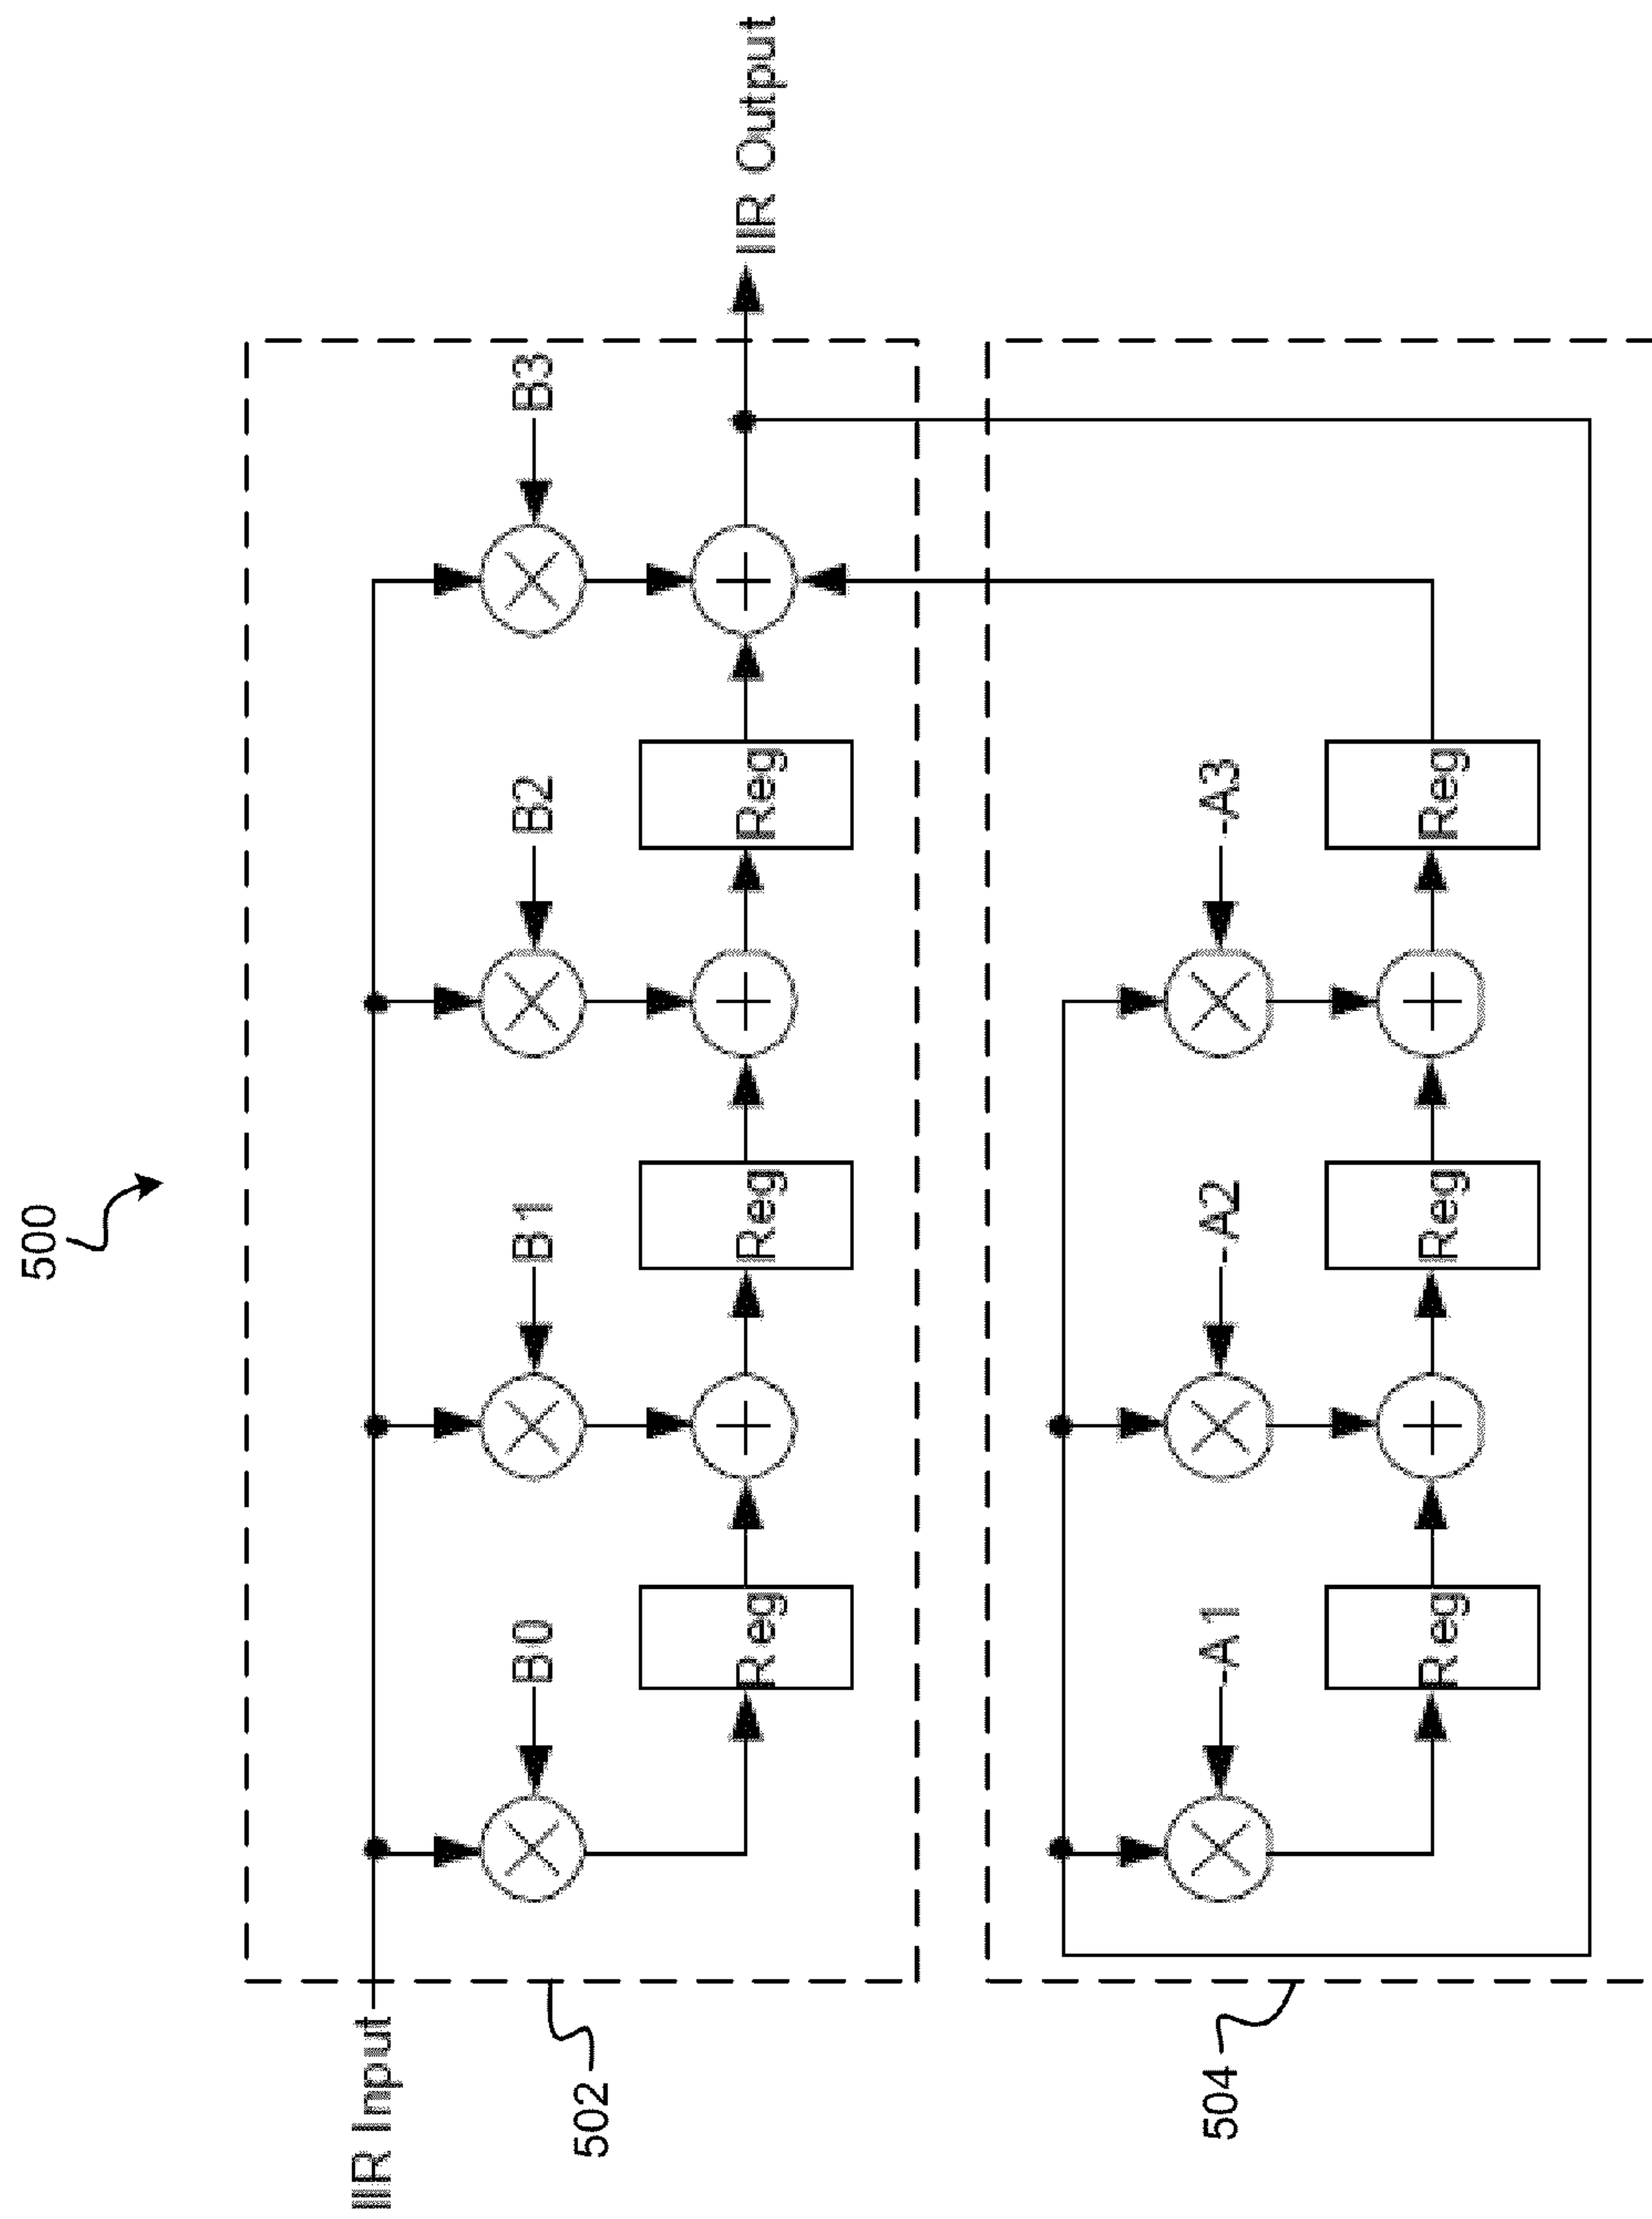 500
IIR Input
B0
B1
B2
B3
Reg
Reg
Reg
IIR Output
502
-A1
-A2
-A3
Reg
Reg
Reg
504